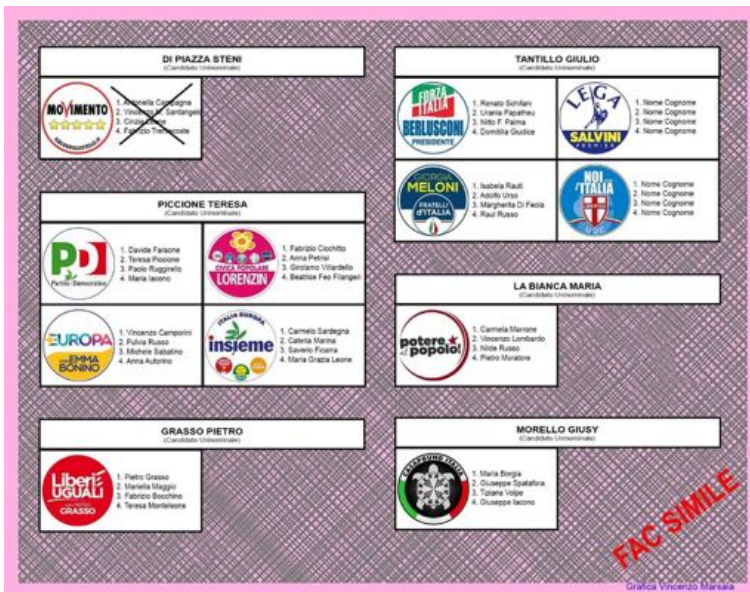 DI PIAZZA STENI
(Candidato Uninominale)
MOVIMENTO
1. Antonella Campagna
2. Vincenzo M. Santangelo
3. Cinzia
4. Fabrizio Trentacoste
PICCIONE TERESA
(Candidato Uninominale)
PD
Partito Democratico
1. Davide Faraone
2. Teresa Piccione
3. Paolo Ruggirello
4. Maria Iacono
CIVICA POPOLARE
LORENZIN
1. Fabrizio Cicchitto
2. Anna Petrisi
3. Girolamo Villardello
4. Beatrice Feo Filangeri
+EUROPA
EMMA
BONINO
1. Vincenzo Camporini
2. Fulvia Russo
3. Michele Sabatino
4. Anna Autorino
ITALIA EUROPA
insieme
1. Carmelo Sardegna
2. Cateria Marina
3. Saverio Ficarra
4. Maria Grazia Leone
GRASSO PIETRO
(Candidato Uninominale)
Liberi E
UGUALI
GRASSO
1. Pietro Grasso
2. Mariella Maggio
3. Fabrizio Bocchino
4. Teresa Monteleone
TANTILLO GIULIO
(Candidato Uninominale)
FORZA
ITALIA
BERLUSCONI
PRESIDENTE
1. Renato Schifani
2. Urania Papatheu
3. Nitto F. Palma
4. Domitilla Giudice
LEGA
SALVINI
PREMIER
1. Nome Cognome
2. Nome Cognome
3. Nome Cognome
4. Nome Cognome
GIORGIA
MELONI
FRATELLI
d'ITALIA
1. Isabela Rauti
2. Adolfo Urso
3. Margherita Di Feola
4. Raul Russo
NOI
l'ITALIA
UDC
1. Nome Cognome
2. Nome Cognome
3. Nome Cognome
4. Nome Cognome
LA BIANCA MARIA
(Candidato Uninominale)
potere
al popolo!
1. Carmela Marrone
2. Vincenzo Lombardo
3. Nilde Russo
4. Pietro Muratore
MORELLO GIUSY
(Candidato Uninominale)
CASAPOUND ITALIA
1. Maria Borgia
2. Giuseppe Spatafora
3. Tiziana Volpe
4. Giuseppe Iacono
FAC SIMILE
Grafica Vincenzo Marsala